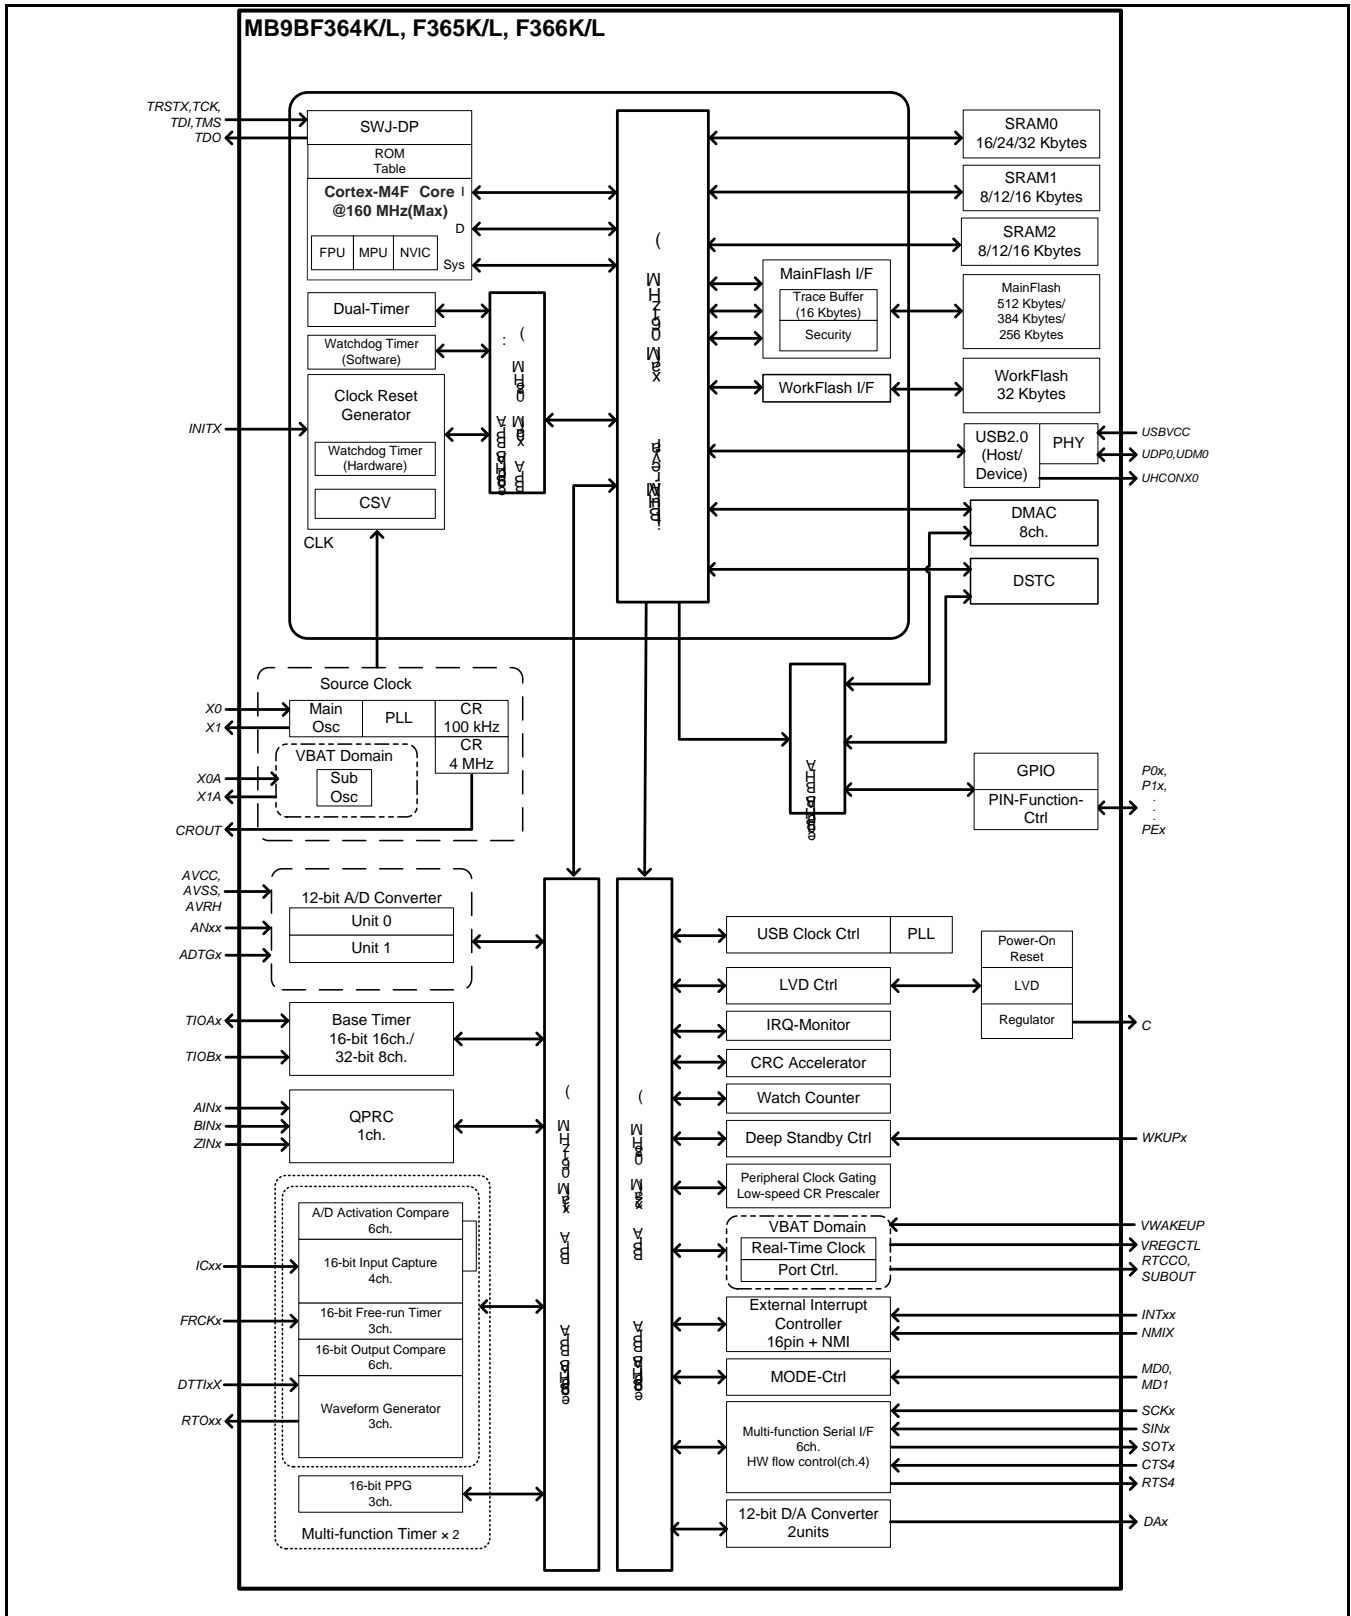 MB9BF364K/L, F365K/L, F366K/L
TRSTX,TCK,
TDI,TMS
TDO
SWJ-DP
ROM
Table
Cortex-M4F Core
@160 MHz(Max)
I
D
Sys
FPU
MPU
NVIC
Dual-Timer
Watchdog Timer
(Software)
Clock Reset
Generator
INITX
Watchdog Timer
(Hardware)
CSV
CLK
SRAM0
16/24/32 Kbytes
SRAM1
8/12/16 Kbytes
SRAM2
8/12/16 Kbytes
MainFlash I/F
Trace Buffer
(16 Kbytes)
Security
MainFlash
512 Kbytes/
384 Kbytes/
256 Kbytes
WorkFlash I/F
WorkFlash
32 Kbytes
USB2.0
(Host/
Device)
PHY
USBVCC
UDP0,UDM0
UHCONX0
DMAC
8ch.
DSTC
Source Clock
X0
X1
Main
Osc
PLL
CR
100 kHz
CR
4 MHz
VBAT Domain
Sub
Osc
X0A
X1A
CROUT
GPIO
PIN-Function-
Ctrl
P0x,
P1x,
.
.
PEx
AVCC,
AVSS,
AVRH
ANxx
ADTGx
12-bit A/D Converter
Unit 0
Unit 1
TIOAx
TIOBx
Base Timer
16-bit 16ch./
32-bit 8ch.
AINx
BINx
ZINx
QPRC
1ch.
A/D Activation Compare
6ch.
ICxx
16-bit Input Capture
4ch.
FRCKx
16-bit Free-run Timer
3ch.
16-bit Output Compare
6ch.
DTTIxX
RTOxx
Waveform Generator
3ch.
16-bit PPG
3ch.
Multi-function Timer × 2
USB Clock Ctrl
PLL
LVD Ctrl
Power-On
Reset
LVD
Regulator
C
IRQ-Monitor
CRC Accelerator
Watch Counter
Deep Standby Ctrl
WKUPx
Peripheral Clock Gating
Low-speed CR Prescaler
VBAT Domain
Real-Time Clock
Port Ctrl.
VWAKEUP
VREGCTL
RTCCO,
SUBOUT
External Interrupt
Controller
16pin + NMI
INTxx
NMIX
MODE-Ctrl
MD0,
MD1
Multi-function Serial I/F
6ch.
HW flow control(ch.4)
SCKx
SINx
SOTx
CTS4
RTS4
12-bit D/A Converter
2units
DAx